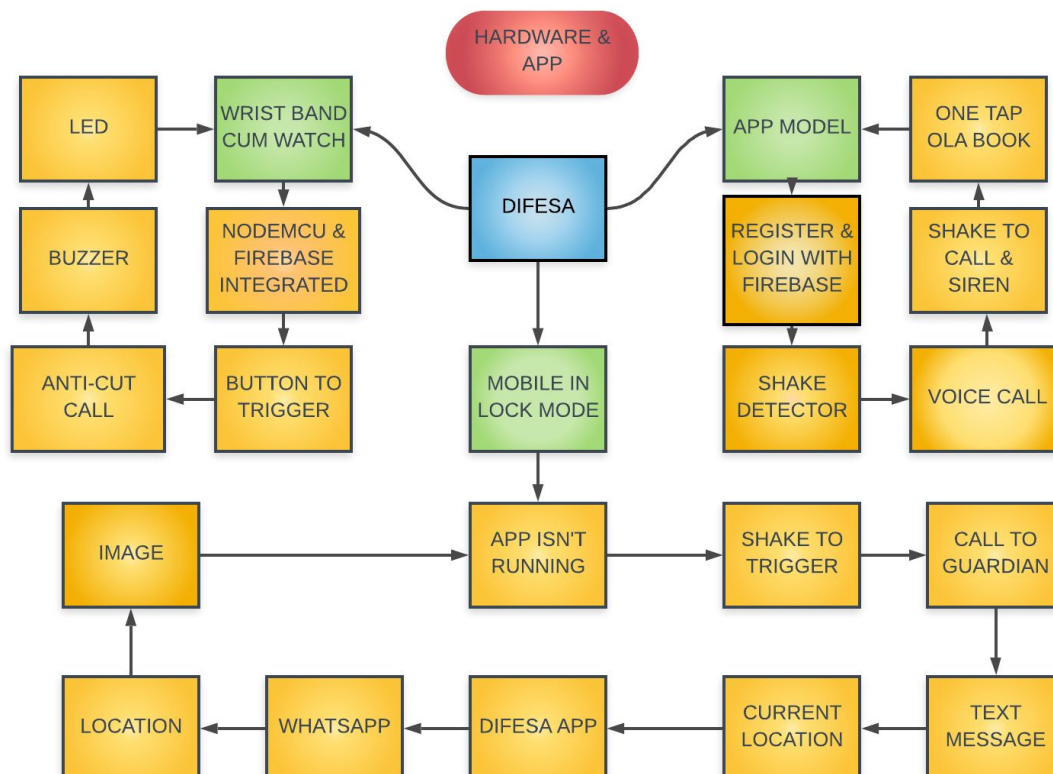 HARDWARE &
APP
LED
WRIST BAND
CUM WATCH
APP MODEL
ONE TAP
OLA BOOK
DIFESA
BUZZER
NODEMCU &
FIREBASE
INTEGRATED
REGISTER &
LOGIN WITH
FIREBASE
SHAKE TO
CALL &
SIREN
ANTI-CUT
CALL
BUTTON TO
TRIGGER
MOBILE IN
LOCK MODE
SHAKE
DETECTOR
VOICE CALL
IMAGE
APP ISN'T
RUNNING
SHAKE TO
TRIGGER
CALL TO
GUARDIAN
LOCATION
WHATSAPP
DIFESA APP
CURRENT
LOCATION
TEXT
MESSAGE